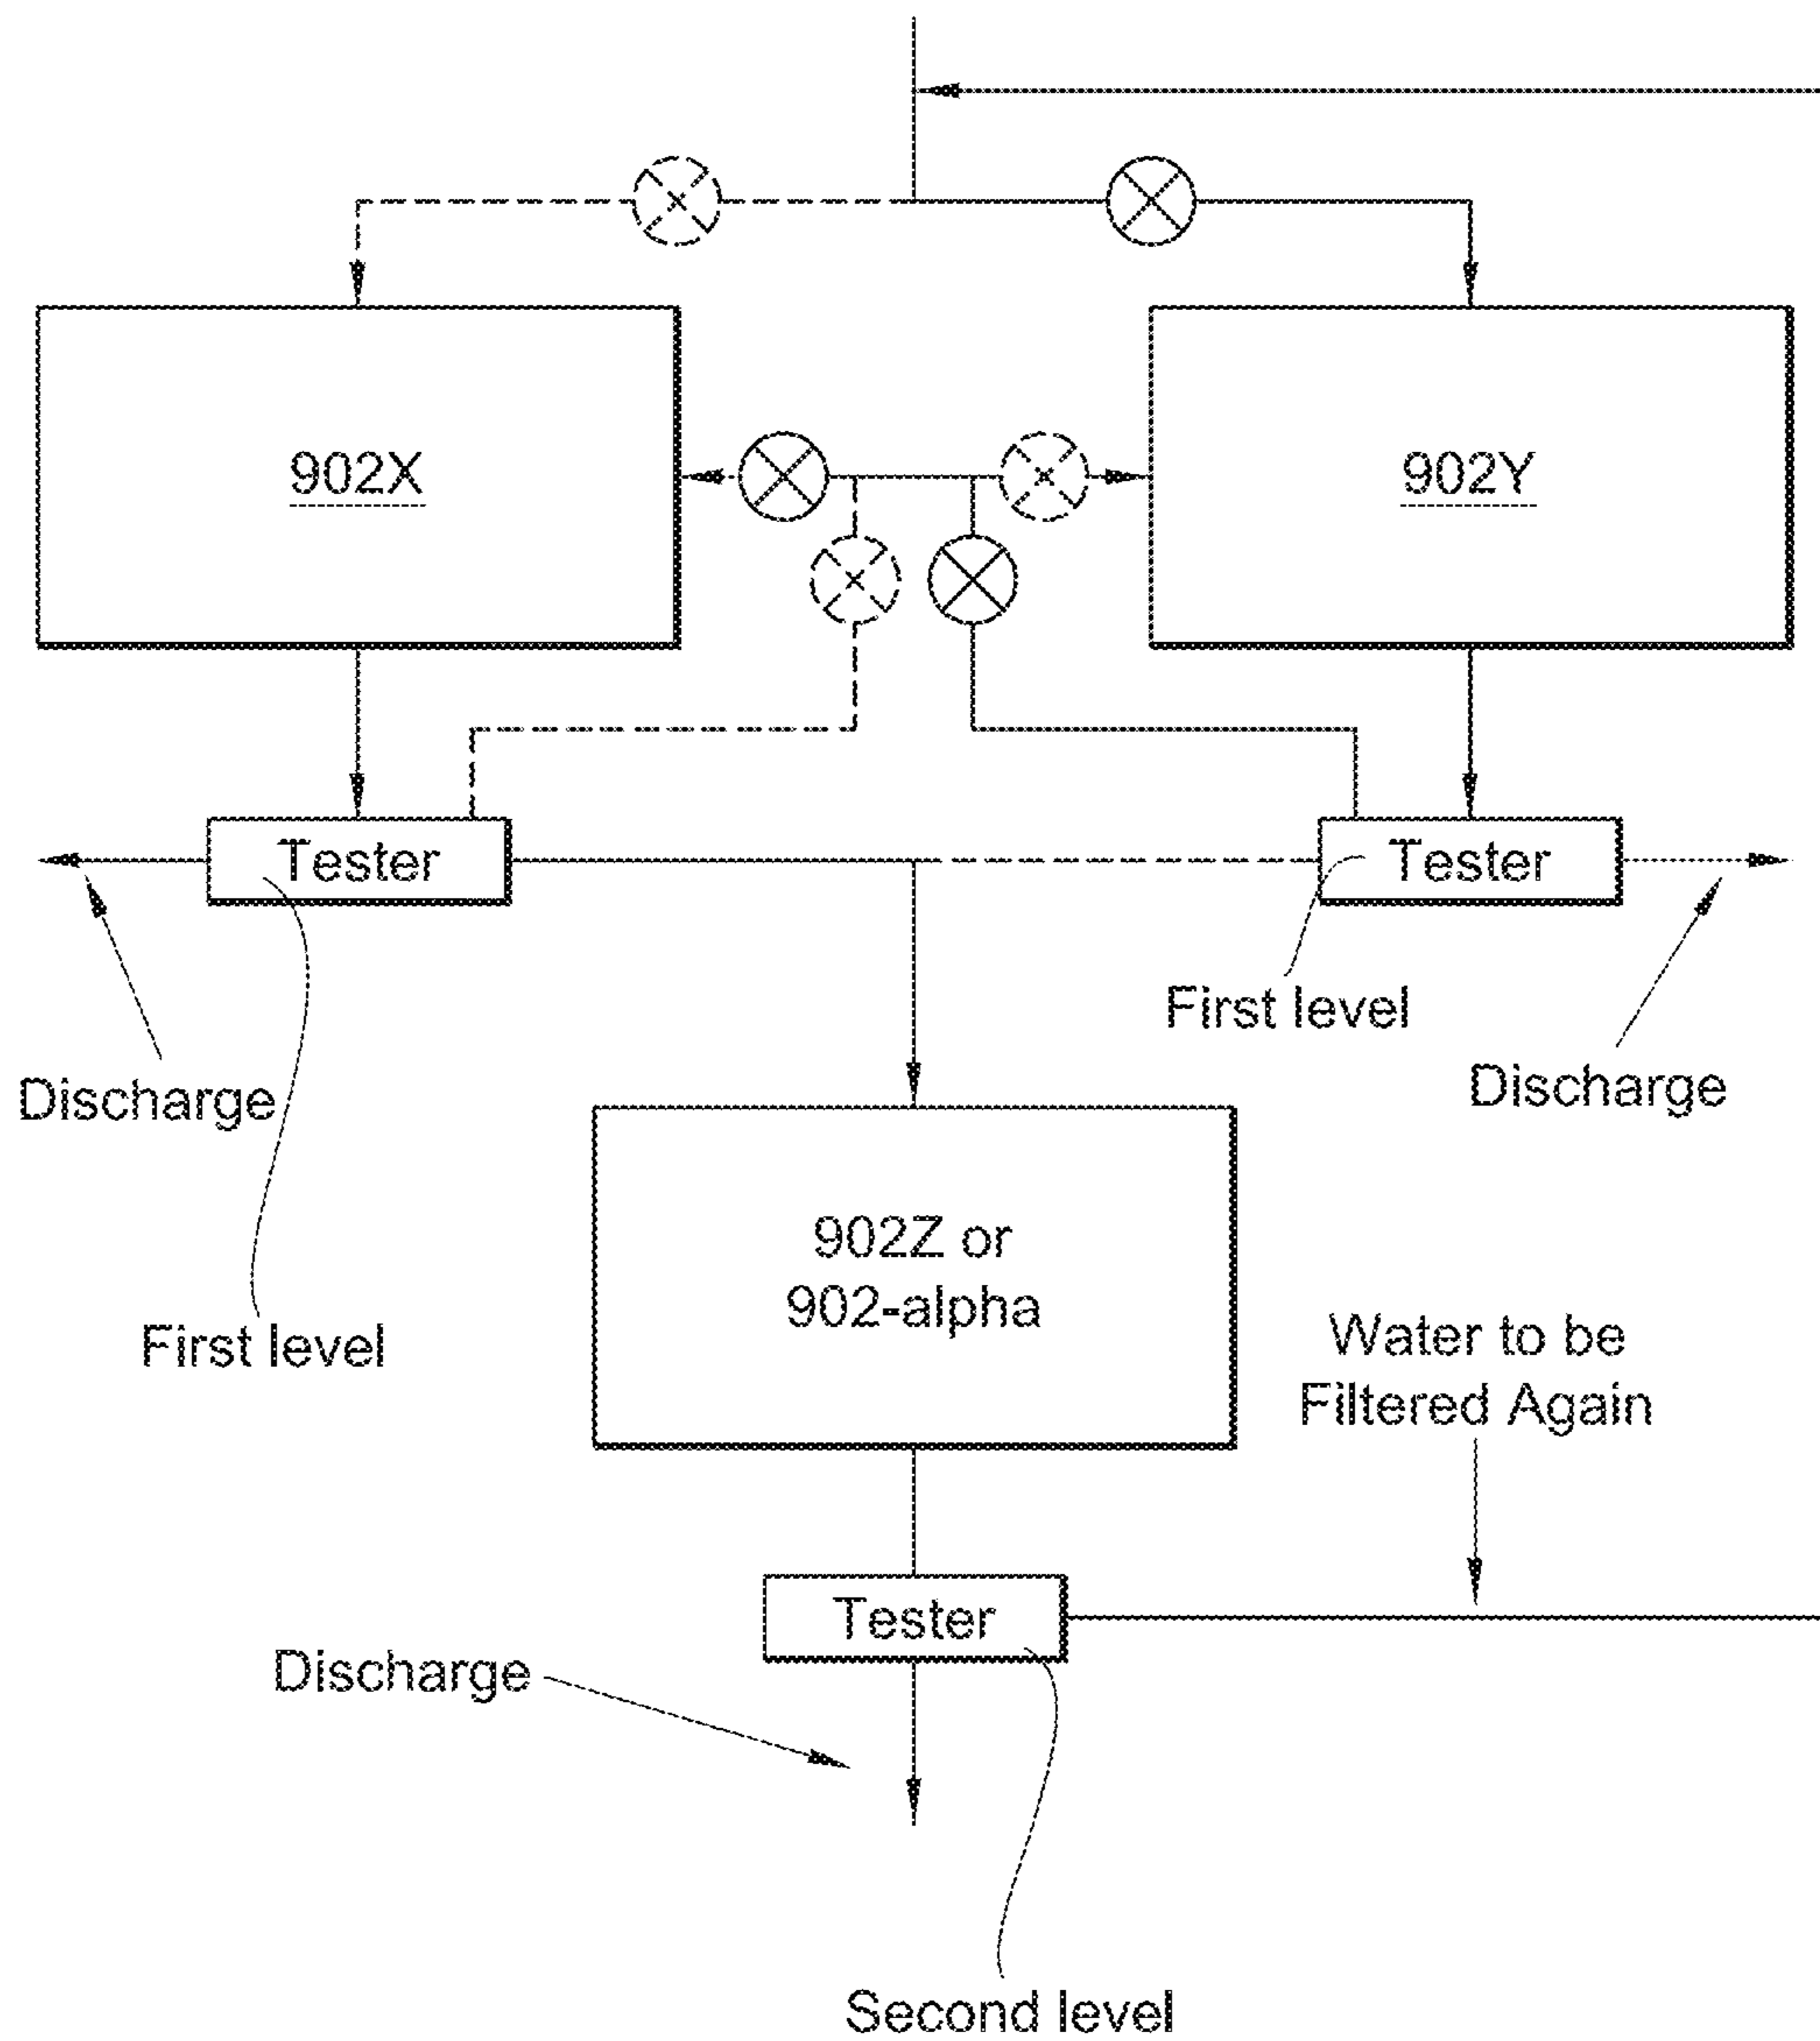 902X
902Y
Tester
Tester
First level
Discharge
Discharge
902Z or
902-alpha
First level
Water to be
Filtered Again
Tester
Discharge
Second level